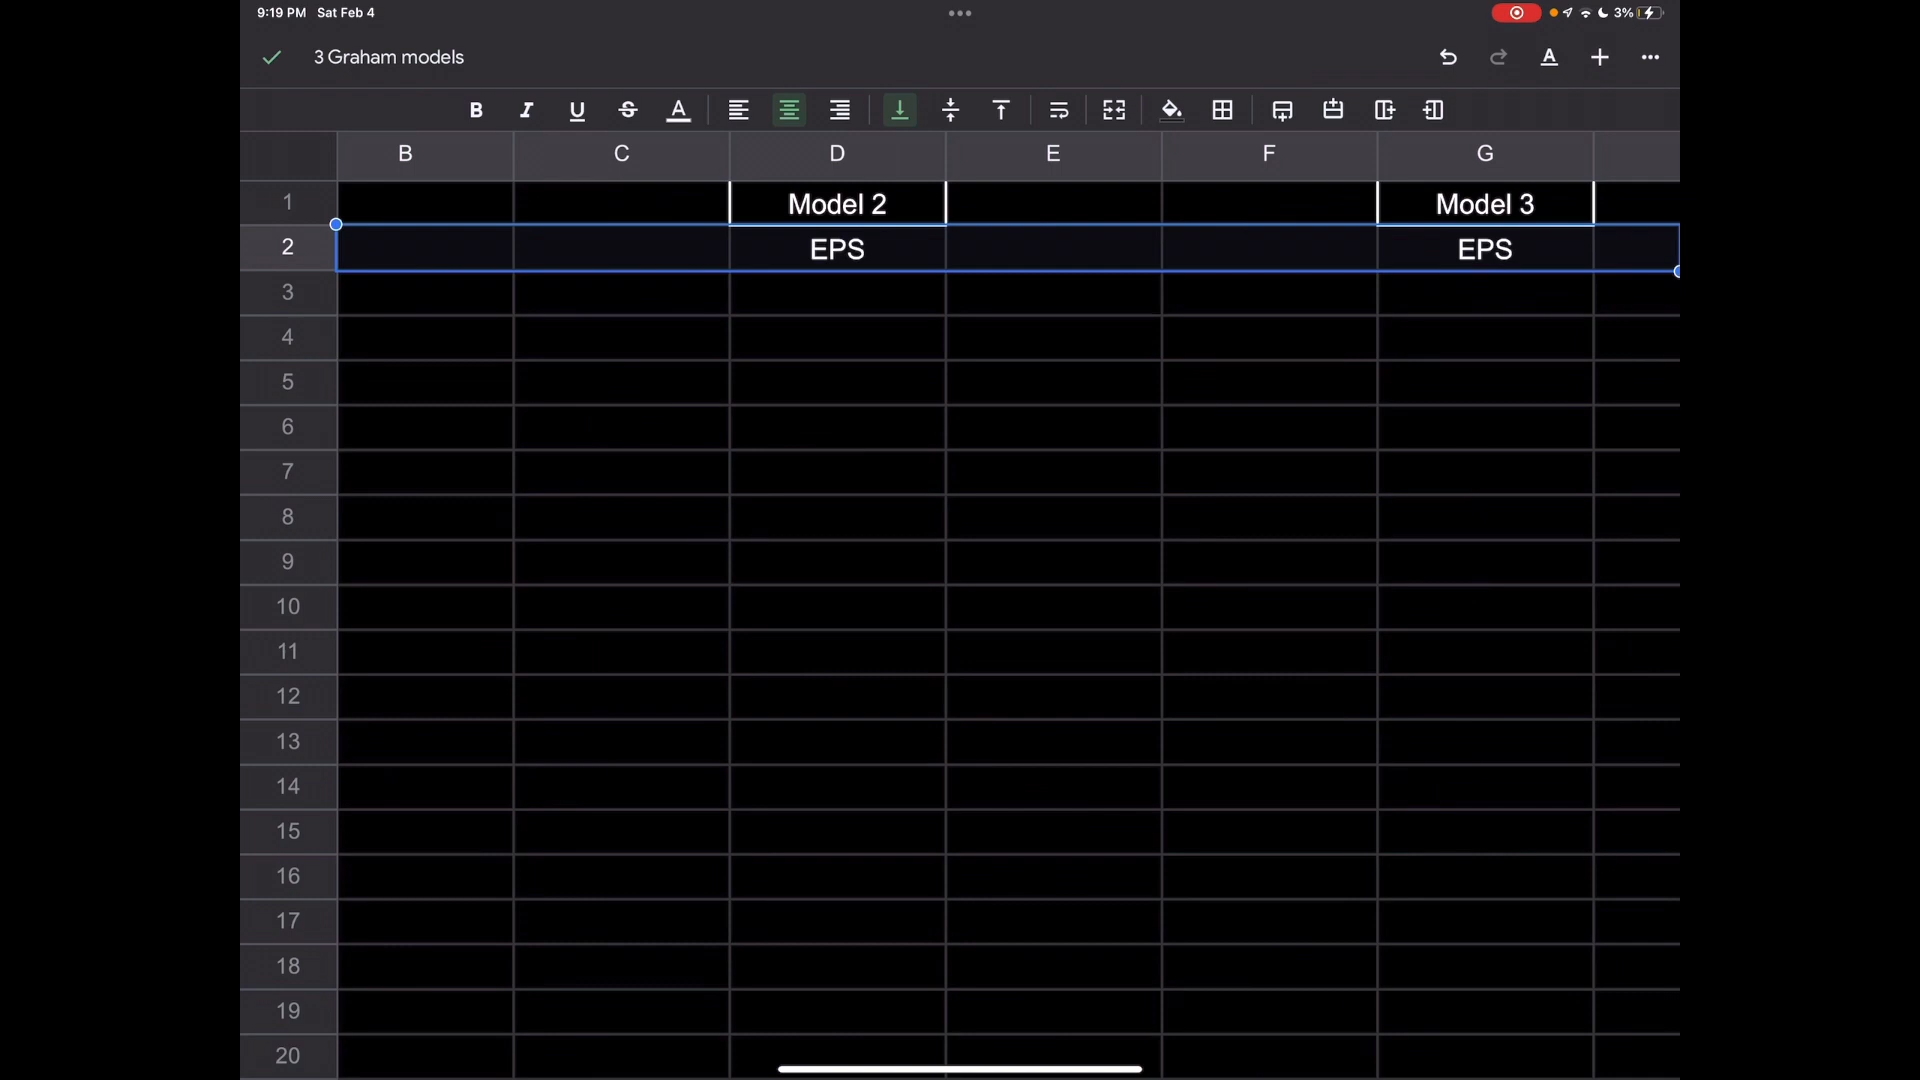 9:19 PM Sat Feb 4
3%
3 Graham models
B I U S A
A
B C D E F G
1 Model 2 Model 3
2 EPS EPS
3
4
5
6
7
8
9
10
11
12
13
14
15
16
17
18
19
20